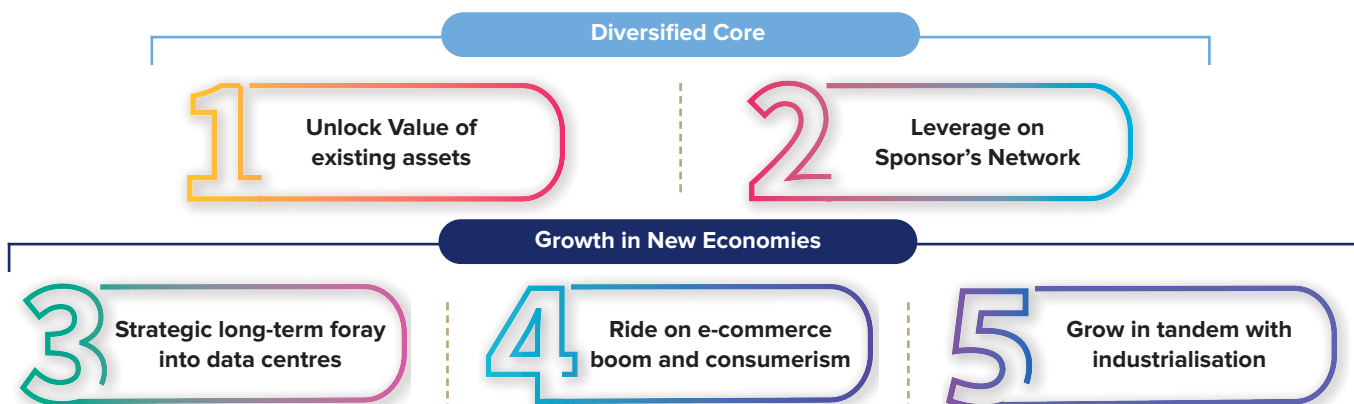 Diversified Core
1
Unlock Value of
existing assets
2
Leverage on
Sponsor's Network
Growth in New Economies
3
Strategic long-term foray
into data centres
4
Ride on e-commerce
boom and consumerism
5
Grow in tandem with
industrialisation